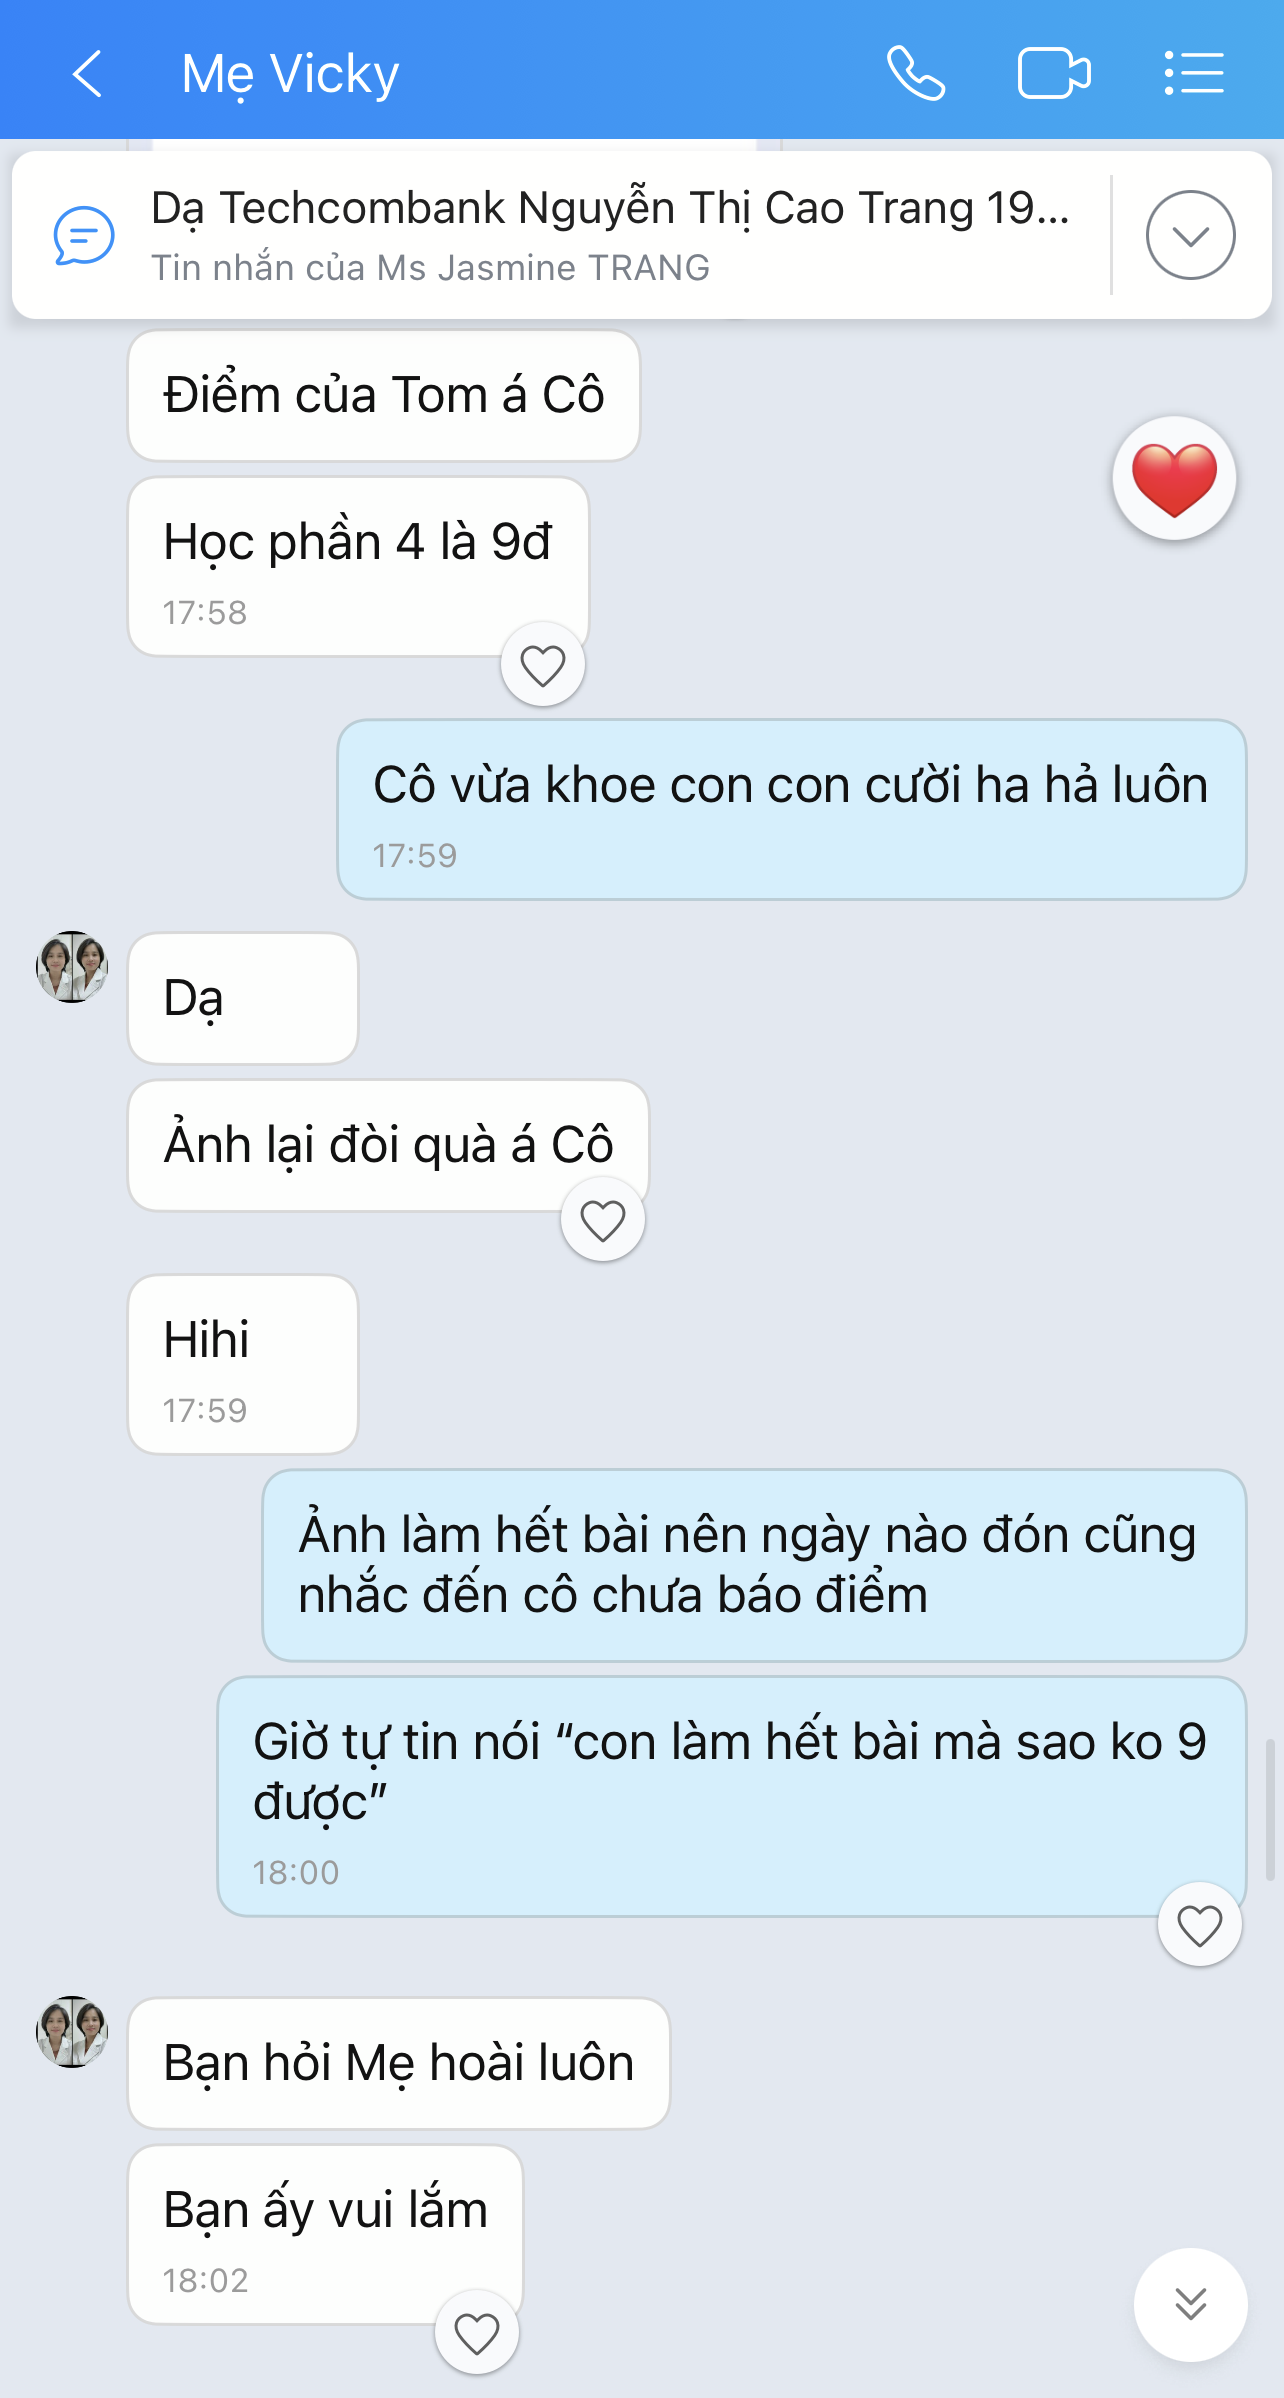 Mẹ Vicky
Dạ Techcombank Nguyễn Thị Cao Trang 19...
Tin nhắn của Ms Jasmine TRANG
Điểm của Tom á Cô
Học phần 4 là 9đ
17:58
Cô vừa khoe con con cười ha hả luôn
17:59
Dạ
Ảnh lại đòi quà á Cô
Hihi
17:59
Ảnh làm hết bài nên ngày nào đón cũng
nhắc đến cô chưa báo điểm
Giờ tự tin nói “con làm hết bài mà sao ko 9
được”
18:00
Bạn hỏi Mẹ hoài luôn
Bạn ấy vui lắm
18:02